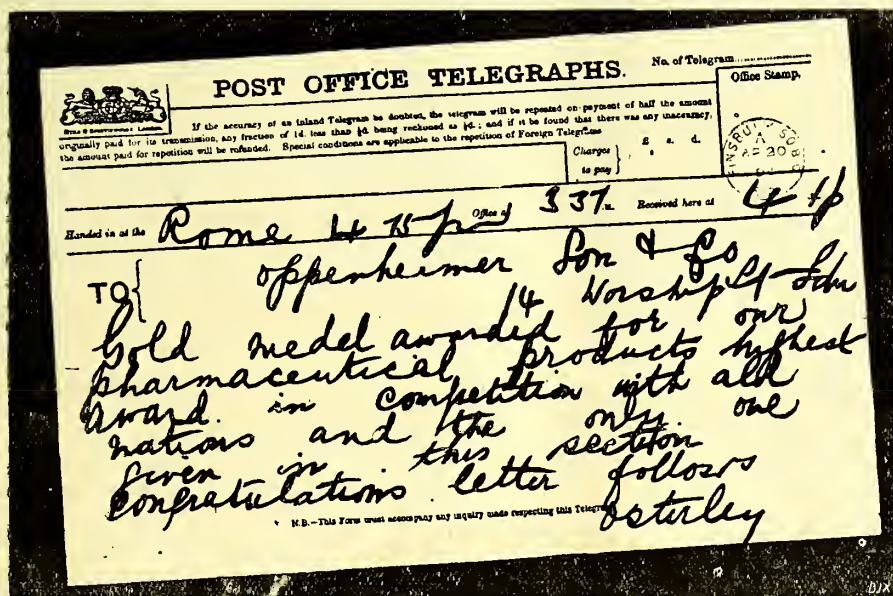 POST OFFICE TELEGRAPHS.
No. of Telegram
Office Stamp.
If the accuracy of an Inland Telegram be doubted, the telegram will be repeated on payment of half the amount
originally paid for its transmission, any fraction of 1d. less than ½d. being reckoned as ½d.; and if it be found that there was any inaccuracy,
the amount paid for repetition will be refunded. Special conditions are applicable to the repetition of Foreign Telegrams
Charges to pay } £ s. d.
AP 20
Handed in at the Rome Office at 3 37 Received here at 4
TO {
Oppenheimer Son & Co
14 Worship St Ldn
Gold medel awarded for our
pharmaceutical products highest
award in competition with all
nations and the only one
given in this section
congratulations letter follows
Osterley
N.B.—This Form must accompany any inquiry made respecting this Telegram